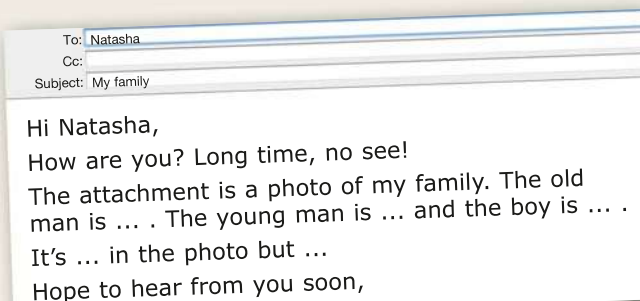 To: Natasha
Cc:
Subject: My family
Hi Natasha,
How are you? Long time, no see!
The attachment is a photo of my family. The old
man is ... . The young man is ... and the boy is ... .
It's ... in the photo but ...
Hope to hear from you soon,